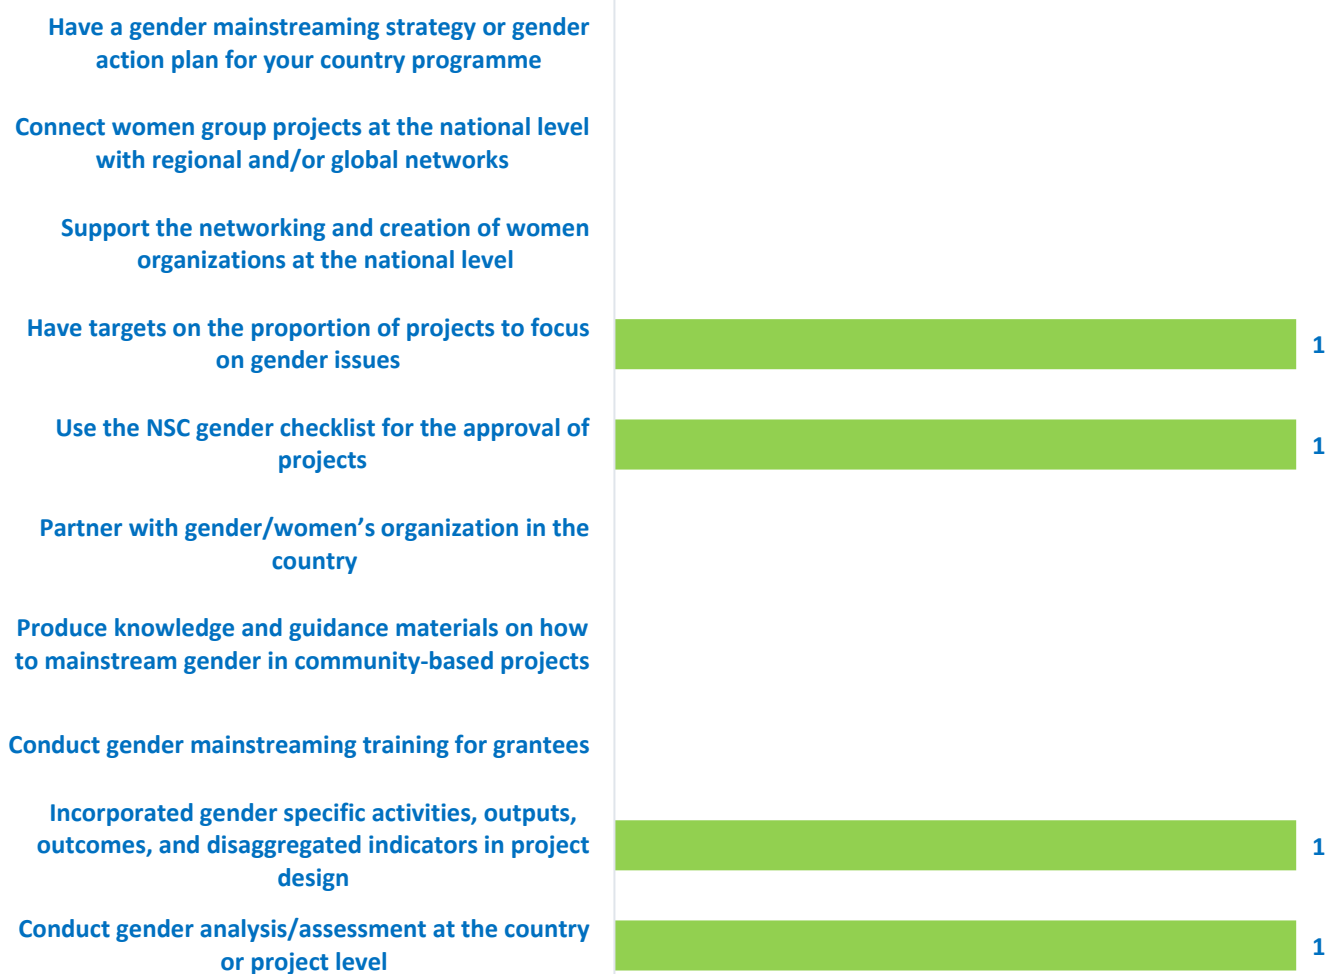 Have a gender mainstreaming strategy or gender
action plan for your country programme
Connect women group projects at the national level
with regional and/or global networks
Support the networking and creation of women
organizations at the national level
Have targets on the proportion of projects to focus
on gender issues
1
Use the NSC gender checklist for the approval of
projects
1
Partner with gender/women’s organization in the
country
Produce knowledge and guidance materials on how
to mainstream gender in community-based projects
Conduct gender mainstreaming training for grantees
Incorporated gender specific activities, outputs,
outcomes, and disaggregated indicators in project
design
1
Conduct gender analysis/assessment at the country
or project level
1